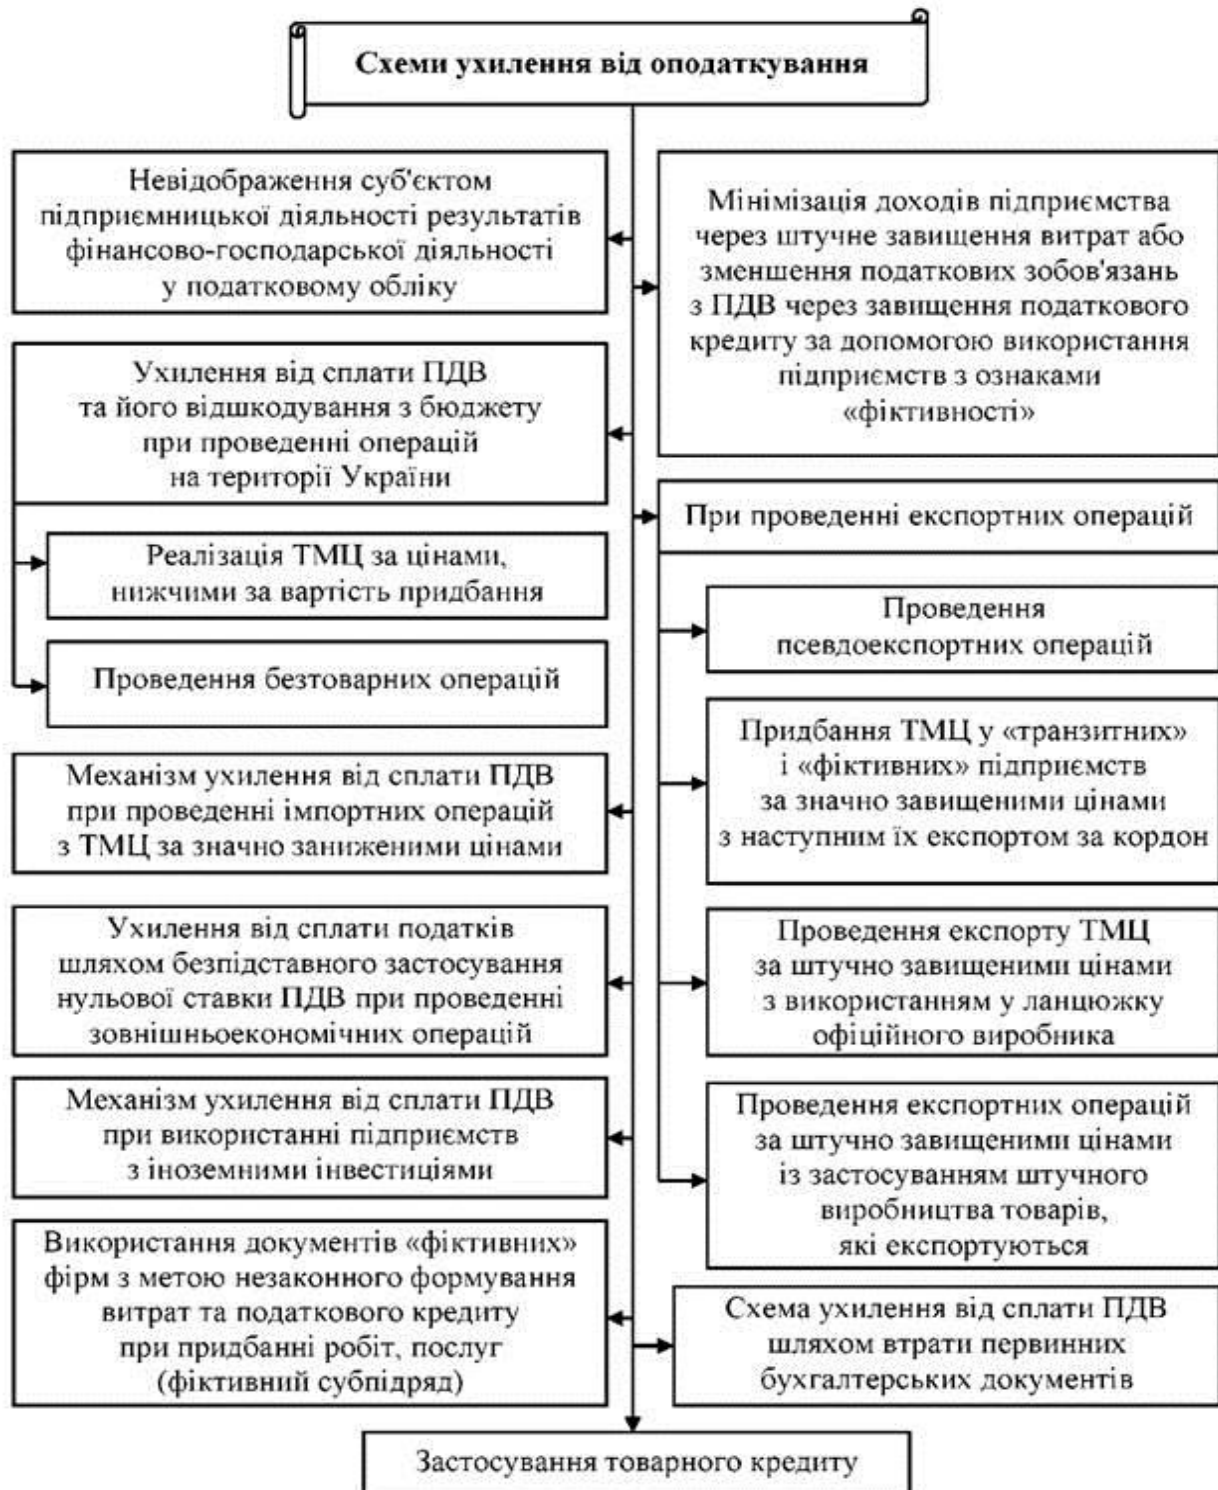 Схеми ухилення від оподаткування
Невідображення суб'єктом
підприємницької діяльності результатів
фінансово-господарської діяльності
у податковому обліку
Мінімізація доходів підприємства
через штучне завищення витрат або
зменшення податкових зобов'язань
з ПДВ через завищення податкового
кредиту за допомогою використання
підприємств з ознаками
«фіктивності»
Ухилення від сплати ПДВ
та його відшкодування з бюджету
при проведенні операцій
на території України
Реалізація ТМЦ за цінами,
нижчими за вартість придбання
Проведення безтоварних операцій
При проведенні експортних операцій
Проведення
псевдоекспортних операцій
Придбання ТМЦ у «транзитних»
і «фіктивних» підприємств
за значно завищеними цінами
з наступним їх експортом за кордон
Проведення експорту ТМЦ
за штучно завищеними цінами
з використанням у ланцюжку
офіційного виробника
Проведення експортних операцій
за штучно завищеними цінами
із застосуванням штучного
виробництва товарів,
які експортуються
Механізм ухилення від сплати ПДВ
при проведенні імпортних операцій
з ТМЦ за значно заниженими цінами
Ухилення від сплати податків
шляхом безпідставного застосування
нульової ставки ПДВ при проведенні
зовнішньоекономічних операцій
Механізм ухилення від сплати ПДВ
при використанні підприємств
з іноземними інвестиціями
Використання документів «фіктивних»
фірм з метою незаконного формування
витрат та податкового кредиту
при придбанні робіт, послуг
(фіктивний субпідряд)
Схема ухилення від сплати ПДВ
шляхом втрати первинних
бухгалтерських документів
Застосування товарного кредиту